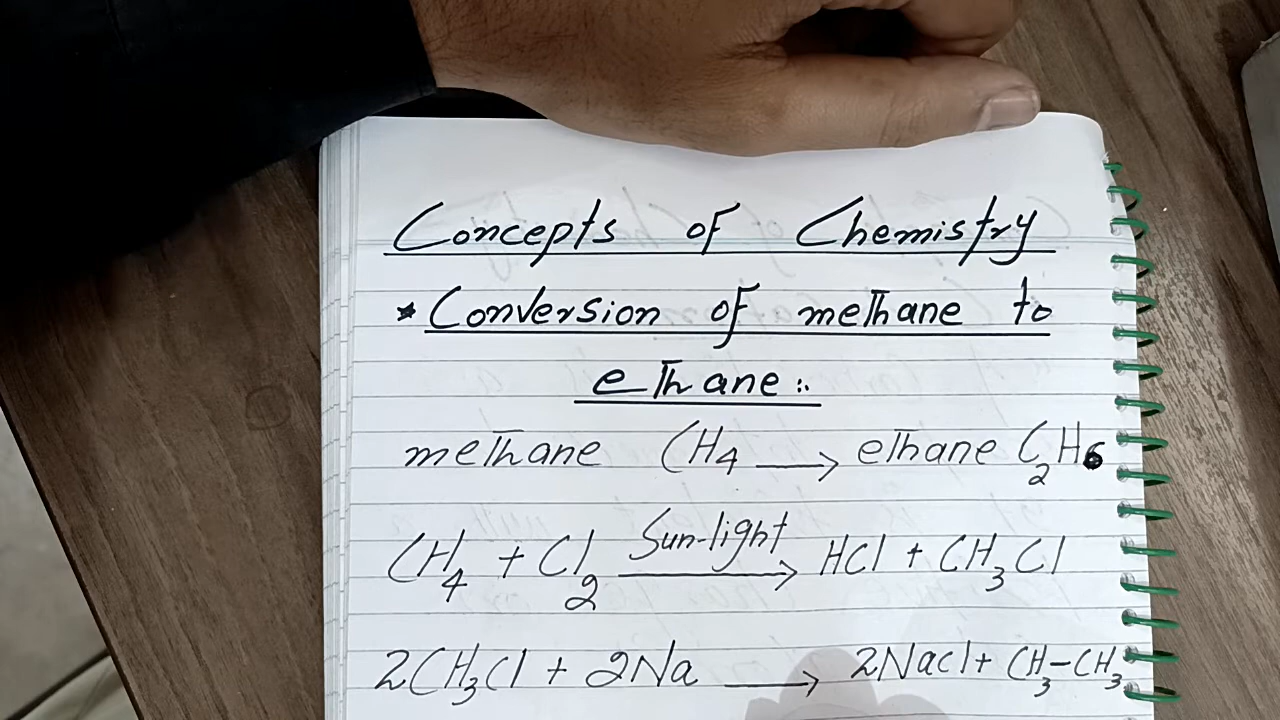 Concepts of Chemistry
* Conversion of methane to
ethane:.
methane CH4 → ethane C2H6
CH4 + Cl2 Sun-light → HCl + CH3Cl
2CH3Cl + 2Na → 2NaCl + CH3-CH3